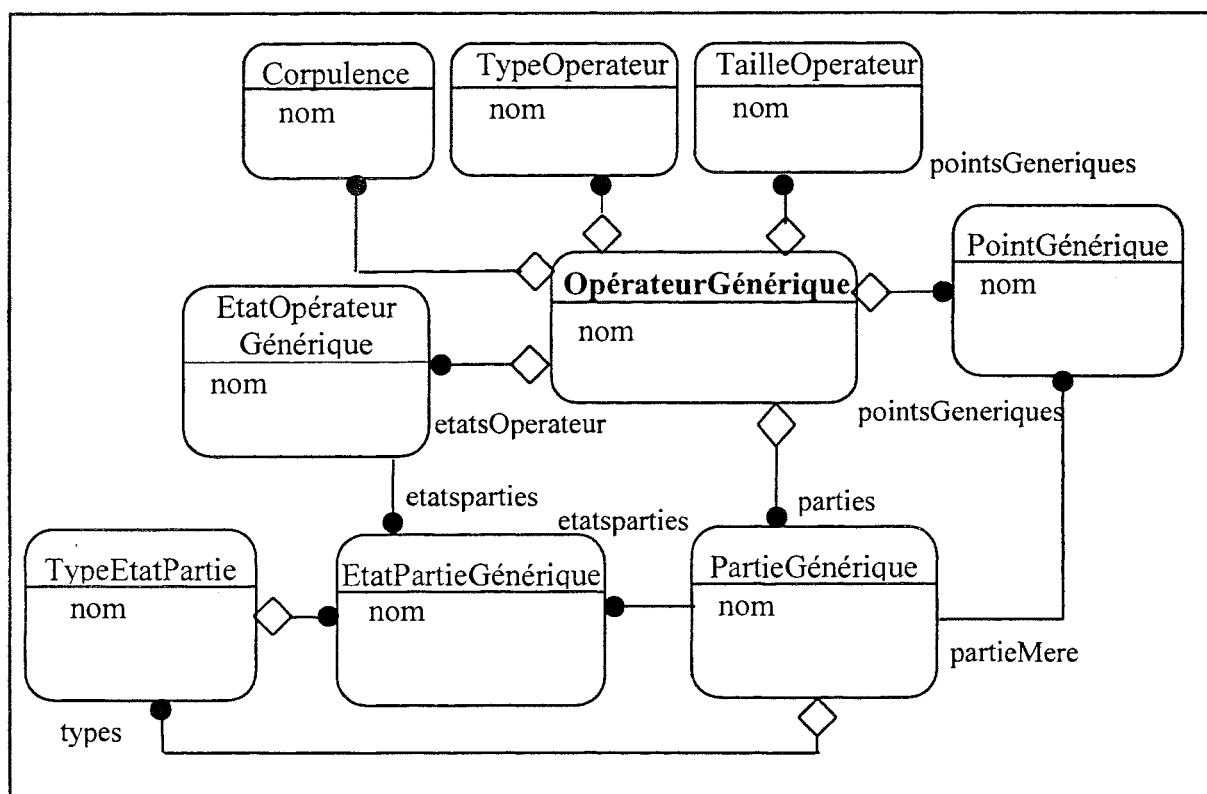 Corpulence
nom
TypeOperateur
nom
TailleOperateur
nom
pointsGeneriques
PointGénérique
nom
OpérateurGénérique
nom
EtatOpérateur
Générique
nom
etatsOperateur
pointsGeneriques
etatsparties
etatsparties
parties
TypeEtatPartie
nom
EtatPartieGénérique
nom
PartieGénérique
nom
partieMere
types